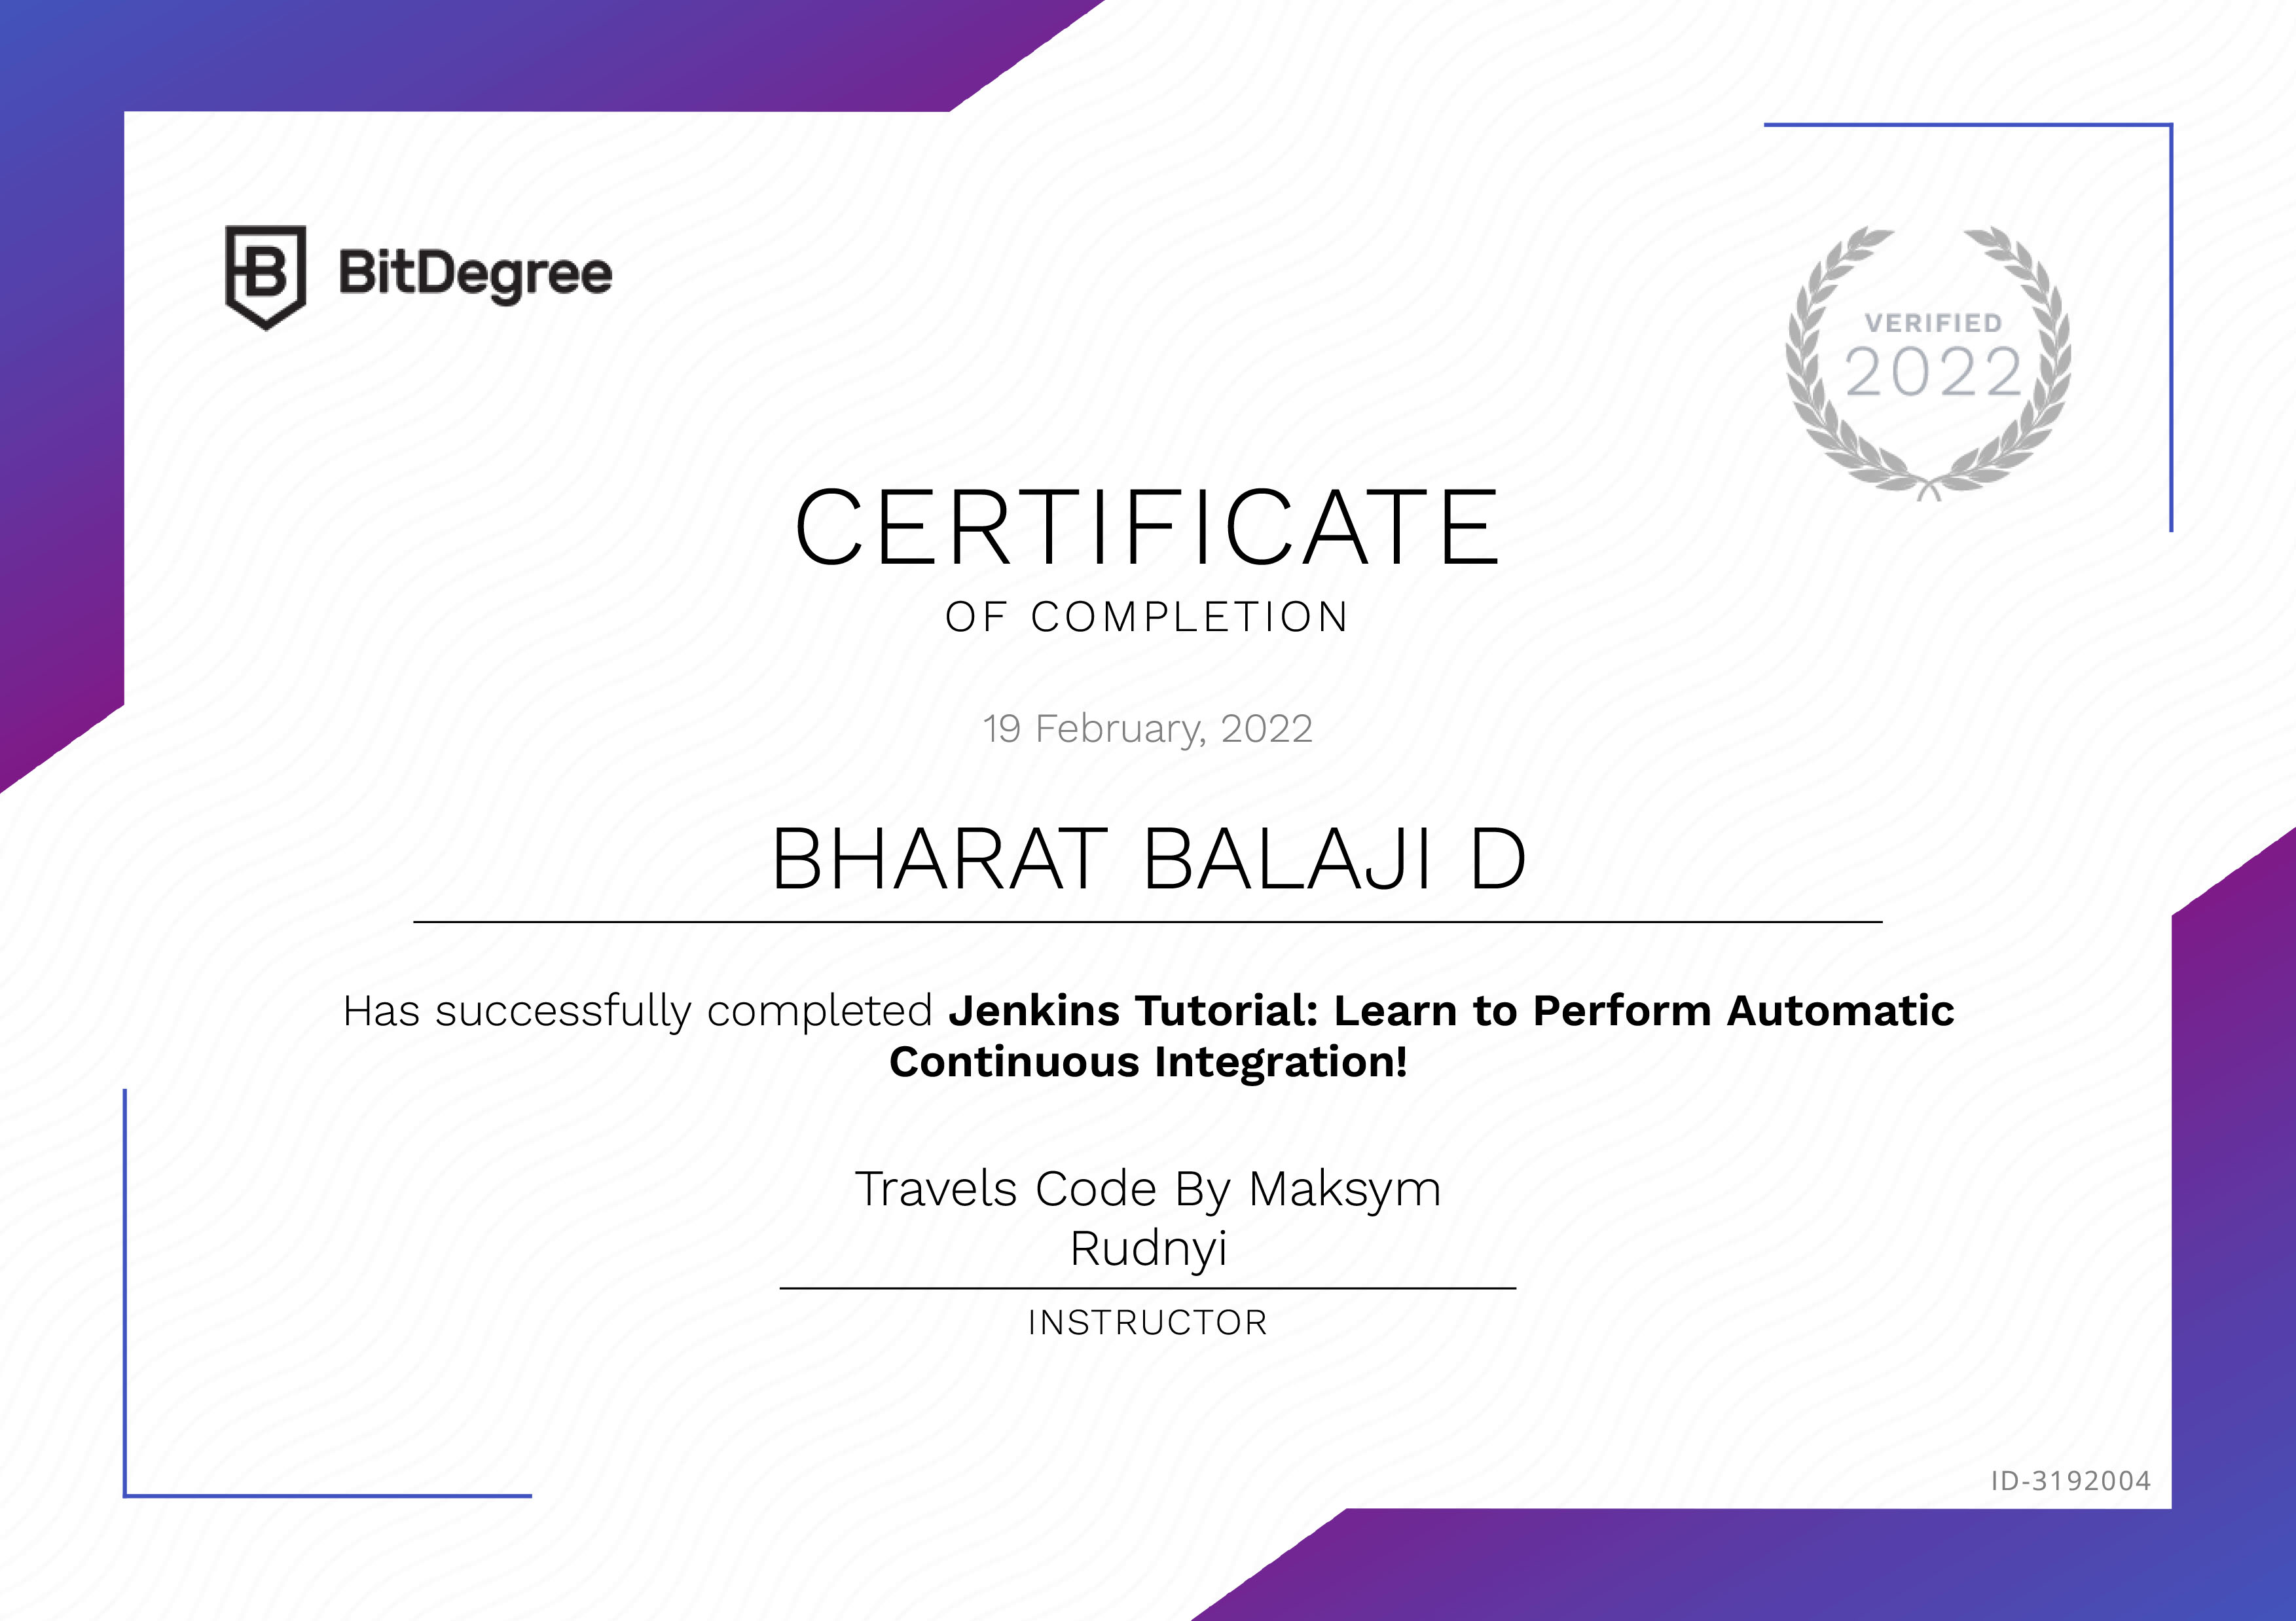 BitDegree
VERIFIED
2022
CERTIFICATE
OF COMPLETION
19 February, 2022
BHARAT BALAJI D
Has successfully completed Jenkins Tutorial: Learn to Perform Automatic
Continuous Integration!
Travels Code By Maksym
Rudnyi
INSTRUCTOR
ID-3192004